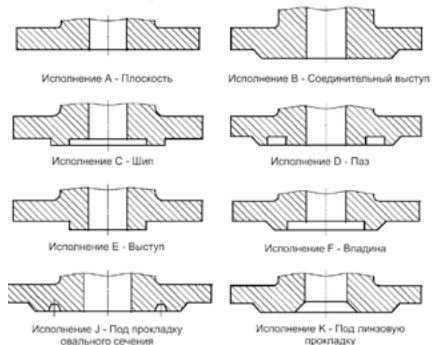 Исполнение A - Плоскость
Исполнение B - Соединительный выступ
Исполнение C - Шип
Исполнение D - Паз
Исполнение E - Выступ
Исполнение F - Впадина
Исполнение J - Под прокладку
овального сечения
Исполнение K - Под линзовую
прокладку